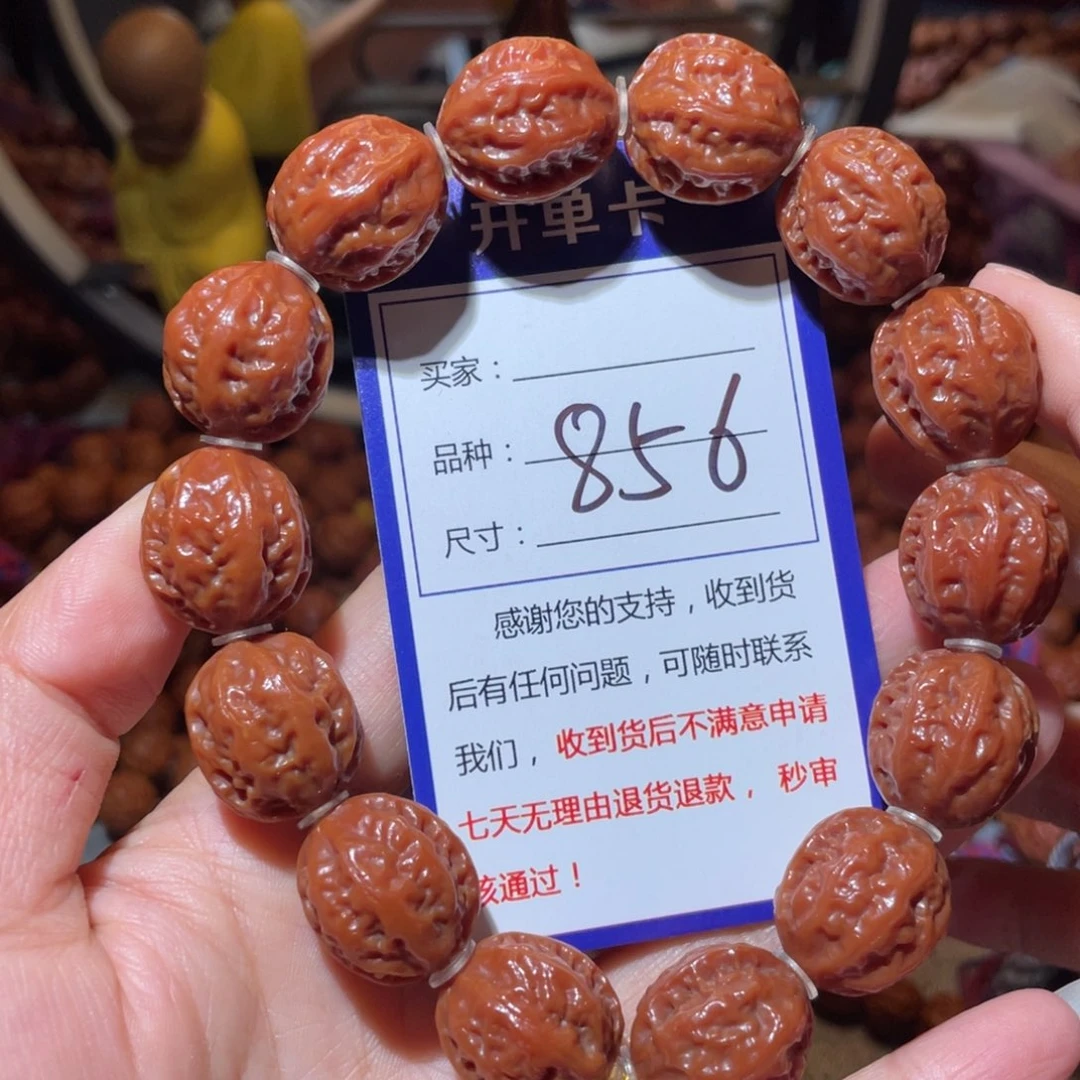 开单卡
买家：
品种：
856
尺寸：
感谢您的支持，收到货
后有任何问题，可随时联系
我们，收到货后不满意申请
七天无理由退货退款，秒审
核通过！